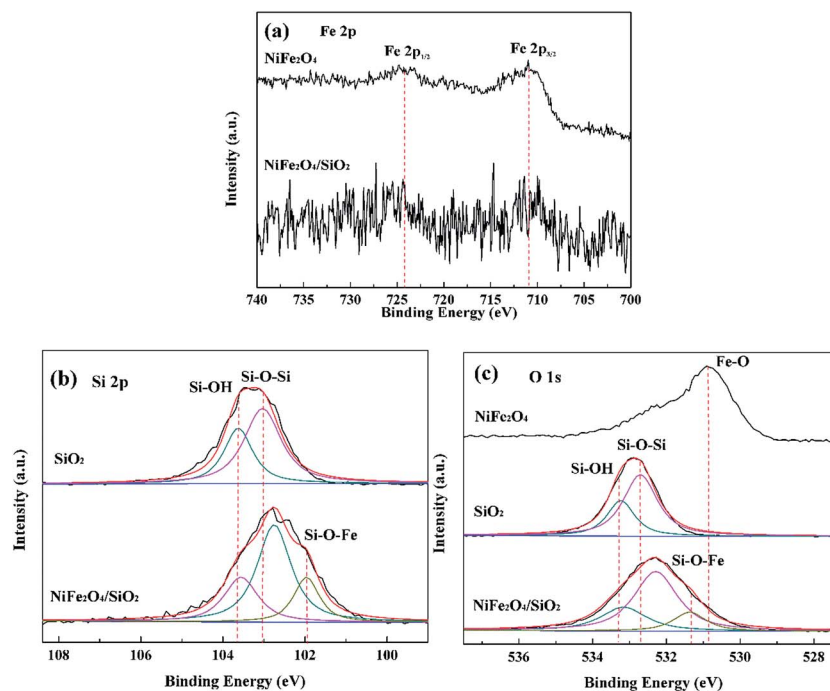 (a) Fe 2p
NiFe₂O₄
Fe 2p₁/₂
Fe 2p₃/₂
NiFe₂O₄/SiO₂
Intensity (a.u.)
740 735 730 725 720 715 710 705 700
Binding Energy (eV)
(b) Si 2p
Si-OH
Si-O-Si
SiO₂
Si-O-Fe
NiFe₂O₄/SiO₂
Intensity (a.u.)
108 106 104 102 100
Binding Energy (eV)
(c) O 1s
Fe-O
NiFe₂O₄
Si-O-Si
Si-OH
SiO₂
Si-O-Fe
NiFe₂O₄/SiO₂
Intensity (a.u.)
536 534 532 530 528
Binding Energy (eV)